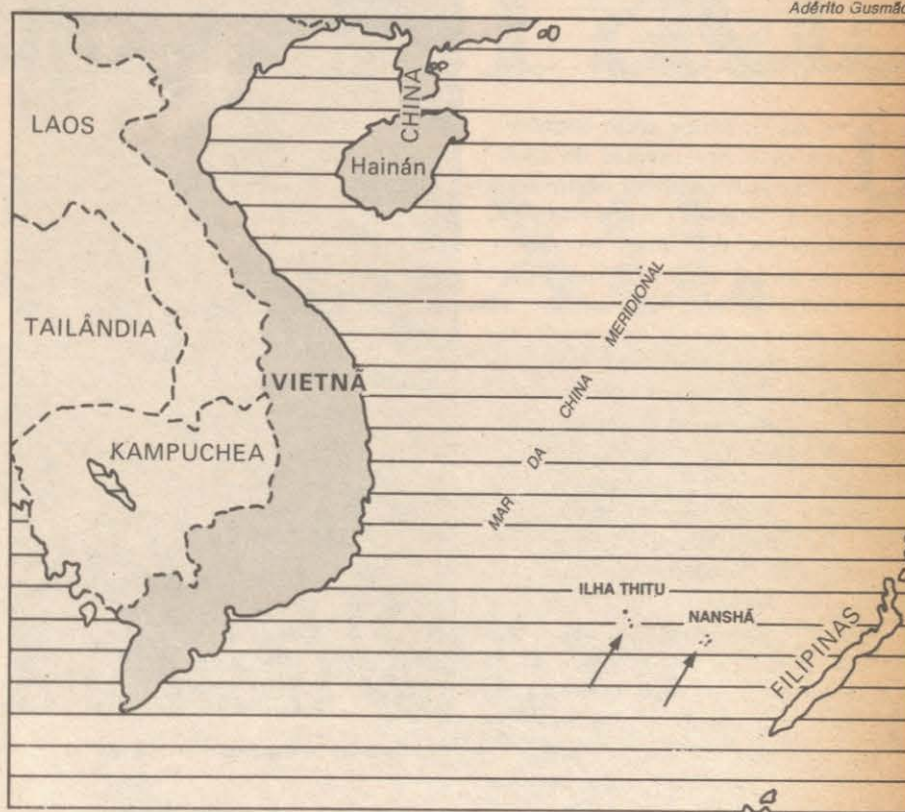 Adérito Gusmão
CHINA
LAOS
Hainán
MAR DA CHINA MERIDIONAL
TAILÂNDIA
VIETNÃ
KAMPUCHEA
ILHA THITU
NANSHÃ
FILIPINAS